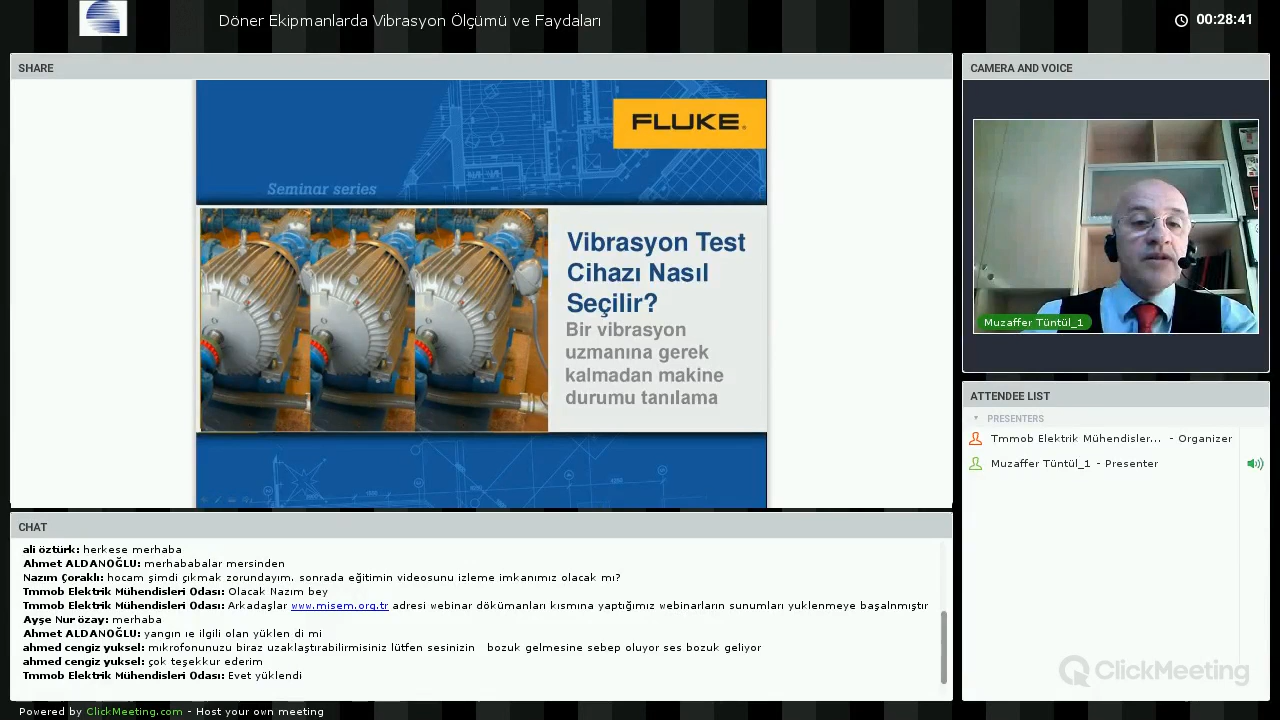 Döner Ekipmanlarda Vibrasyon Ölçümü ve Faydaları
00:28:41
SHARE
FLUKE®
Seminar series
Vibrasyon Test
Cihazı Nasıl
Seçilir?
Bir vibrasyon
uzmanına gerek
kalmadan makine
durumu tanılama
CAMERA AND VOICE
Muzaffer Tüntül_1
ATTENDEE LIST
PRESENTERS
Tmmob Elektrik Mühendisler... - Organizer
Muzaffer Tüntül_1 - Presenter
CHAT
ali öztürk: herkese merhaba
Ahmet ALDANOĞLU: merhababalar mersinden
Nazım Çoraklı: hocam şimdi çıkmak zorundayım. sonrada eğitimin videosunu izleme imkanımız olacak mı?
Tmmob Elektrik Mühendisleri Odası: Olacak Nazım bey
Tmmob Elektrik Mühendisleri Odası: Arkadaşlar www.misem.org.tr adresi webinar dökümanları kısmına yaptığımız webinarların sunumları yuklenmeye başalnmıştır
Ayşe Nur özay: merhaba
Ahmet ALDANOĞLU: yangın ıe ilgili olan yüklen di mi
ahmed cengiz yuksel: mıkrofonunuzu biraz uzaklaştırabilirmisiniz lütfen sesinizin bozuk gelmesine sebep oluyor ses bozuk geliyor
ahmed cengiz yuksel: çok teşekkur ederim
Tmmob Elektrik Mühendisleri Odası: Evet yüklendi
ClickMeeting
Powered by ClickMeeting.com - Host your own meeting